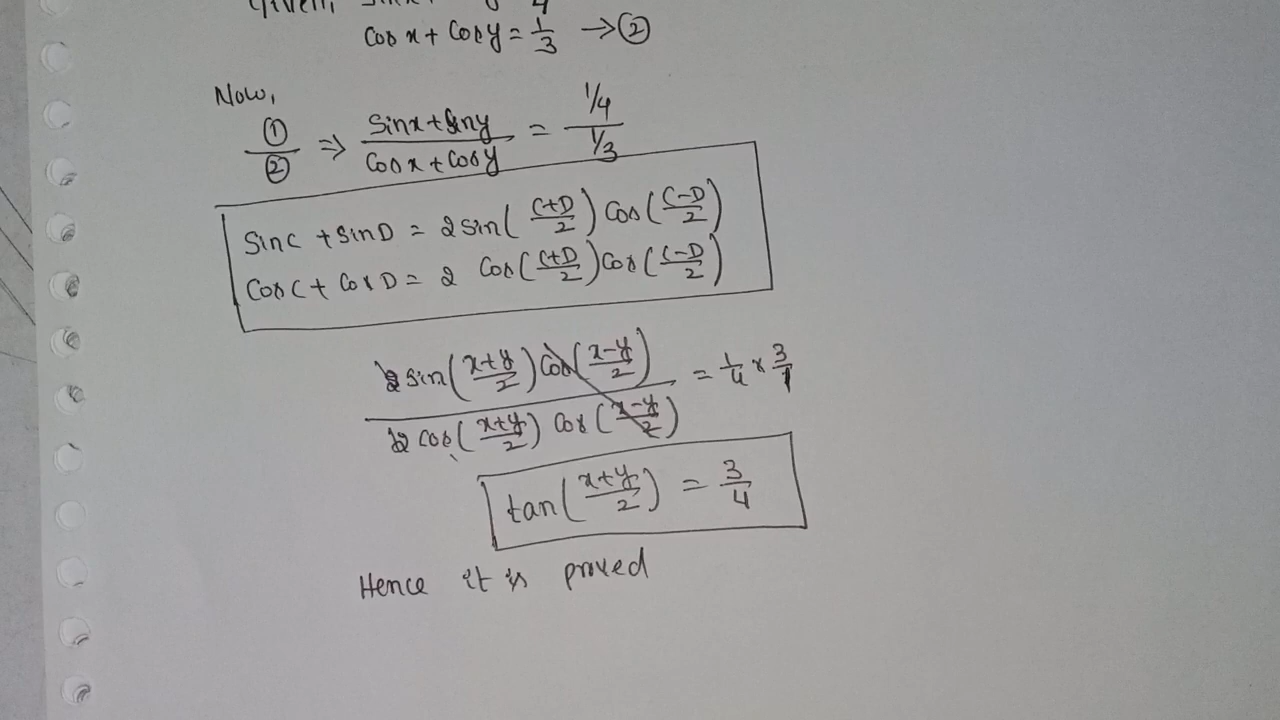 Given,
cos x + cos y = 1/3 → ②
Now,
①/② ⇒ (sin x + sin y)/(cos x + cos y) = (1/4)/(1/3)
sin C + sin D = 2 sin((C+D)/2) cos((C-D)/2)
cos C + cos D = 2 cos((C+D)/2) cos((C-D)/2)
2 sin((x+y)/2) cos((x-y)/2) / 2 cos((x+y)/2) cos((x-y)/2) = 1/4 × 3/1
tan((x+y)/2) = 3/4
Hence it is proved